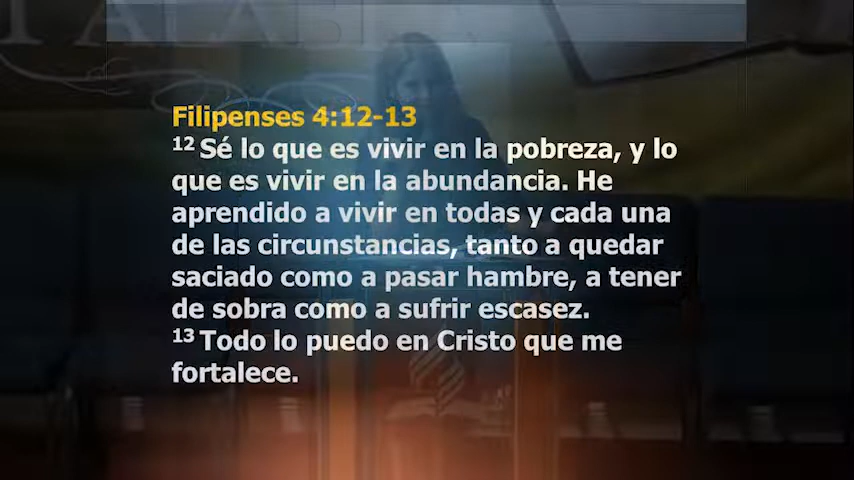 Filipenses 4:12-13
12 Sé lo que es vivir en la pobreza, y lo
que es vivir en la abundancia. He
aprendido a vivir en todas y cada una
de las circunstancias, tanto a quedar
saciado como a pasar hambre, a tener
de sobra como a sufrir escasez.
13 Todo lo puedo en Cristo que me
fortalece.